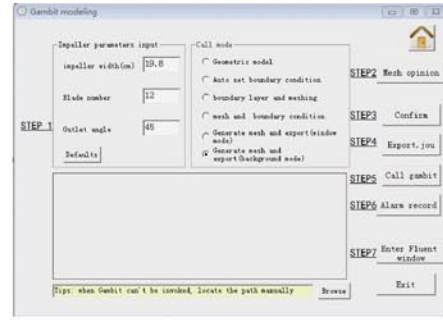 Gambit modeling
Impeller parameters input
impeller width(cm)
19.8
Blade number
12
Outlet angle
45
Defaults
STEP 1
Call mode
Geometric modal
Auto set boundary condition
boundary layer and meshing
mesh and boundary condition
Generate mesh and export(window
mode)
Generate mesh and
export(background mode)
STEP2 Mesh opinion
STEP3 Confirm
STEP4 Export.jou
STEP5 Call gambit
STEP6 Alarm record
STEP7 Enter Fluent
window
Exit
Tips: when Gambit can't be invoked, locate the path manually
Browse